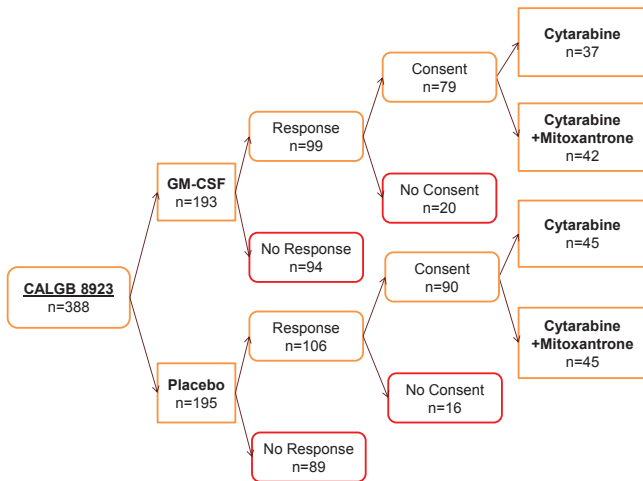 CALGB 8923
n=388
GM-CSF
n=193
Placebo
n=195
Response
n=99
No Response
n=94
Response
n=106
No Response
n=89
Consent
n=79
No Consent
n=20
Consent
n=90
No Consent
n=16
Cytarabine
n=37
Cytarabine
+Mitoxantrone
n=42
Cytarabine
n=45
Cytarabine
+Mitoxantrone
n=45